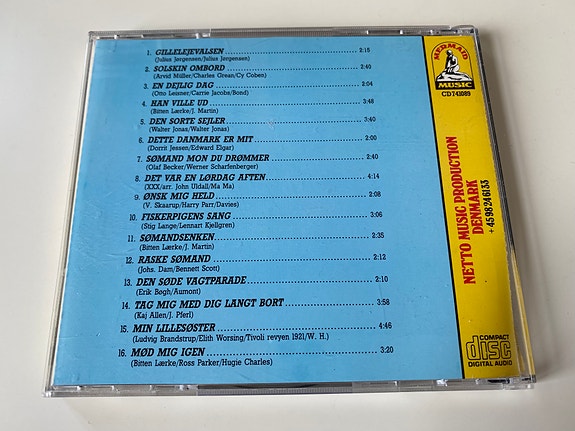 1. GILLELEJEVALSEN 2:15
(Julius Jørgensen/Julius Jørgensen)
2. SOLSKIN OMBORD 2:40
(Arvid Müller/Charles Grean/Cy Coben)
3. EN DEJLIG DAG 2:04
(Otto Leisner/Carrie Jacobs/Bond)
4. HAN VILLE UD 3:48
(Bitten Lærke/J. Martin)
5. DEN SORTE SEJLER 3:40
(Walter Jonas/Walter Jonas)
6. DETTE DANMARK ER MIT 2:00
(Dorrit Jessen/Edward Elgar)
7. SØMAND MON DU DRØMMER 2:40
(Olaf Becker/Werner Scharfenberger)
8. DET VAR EN LØRDAG AFTEN 4:14
(XXX/arr. John Uldall/Ma Ma)
9. ØNSK MIG HELD 2:08
(V. Skaarup/Harry Parr/Davies)
10. FISKERPIGENS SANG 3:06
(Stig Lange/Lennart Kjellgren)
11. SØMANDSENKEN 2:35
(Bitten Lærke/J. Martin)
12. RASKE SØMAND 2:12
(Johs. Dam/Bennett Scott)
13. DEN SØDE VAGTPARADE 2:10
(Erik Bøgh/Aumont)
14. TAG MIG MED DIG LANGT BORT 3:58
(Kaj Allen/J. Pferl)
15. MIN LILLESØSTER 4:46
(Ludvig Brandstrup/Elith Worsing/Tivoli revyen 1921/W. H.)
16. MØD MIG IGEN 3:20
(Bitten Lærke/Ross Parker/Hugie Charles)
MERMAID
MUSIC
CD 743089
NETTO MUSIC PRODUCTION
DENMARK
+45 98 24 61 33
COMPACT
disc
DIGITAL AUDIO